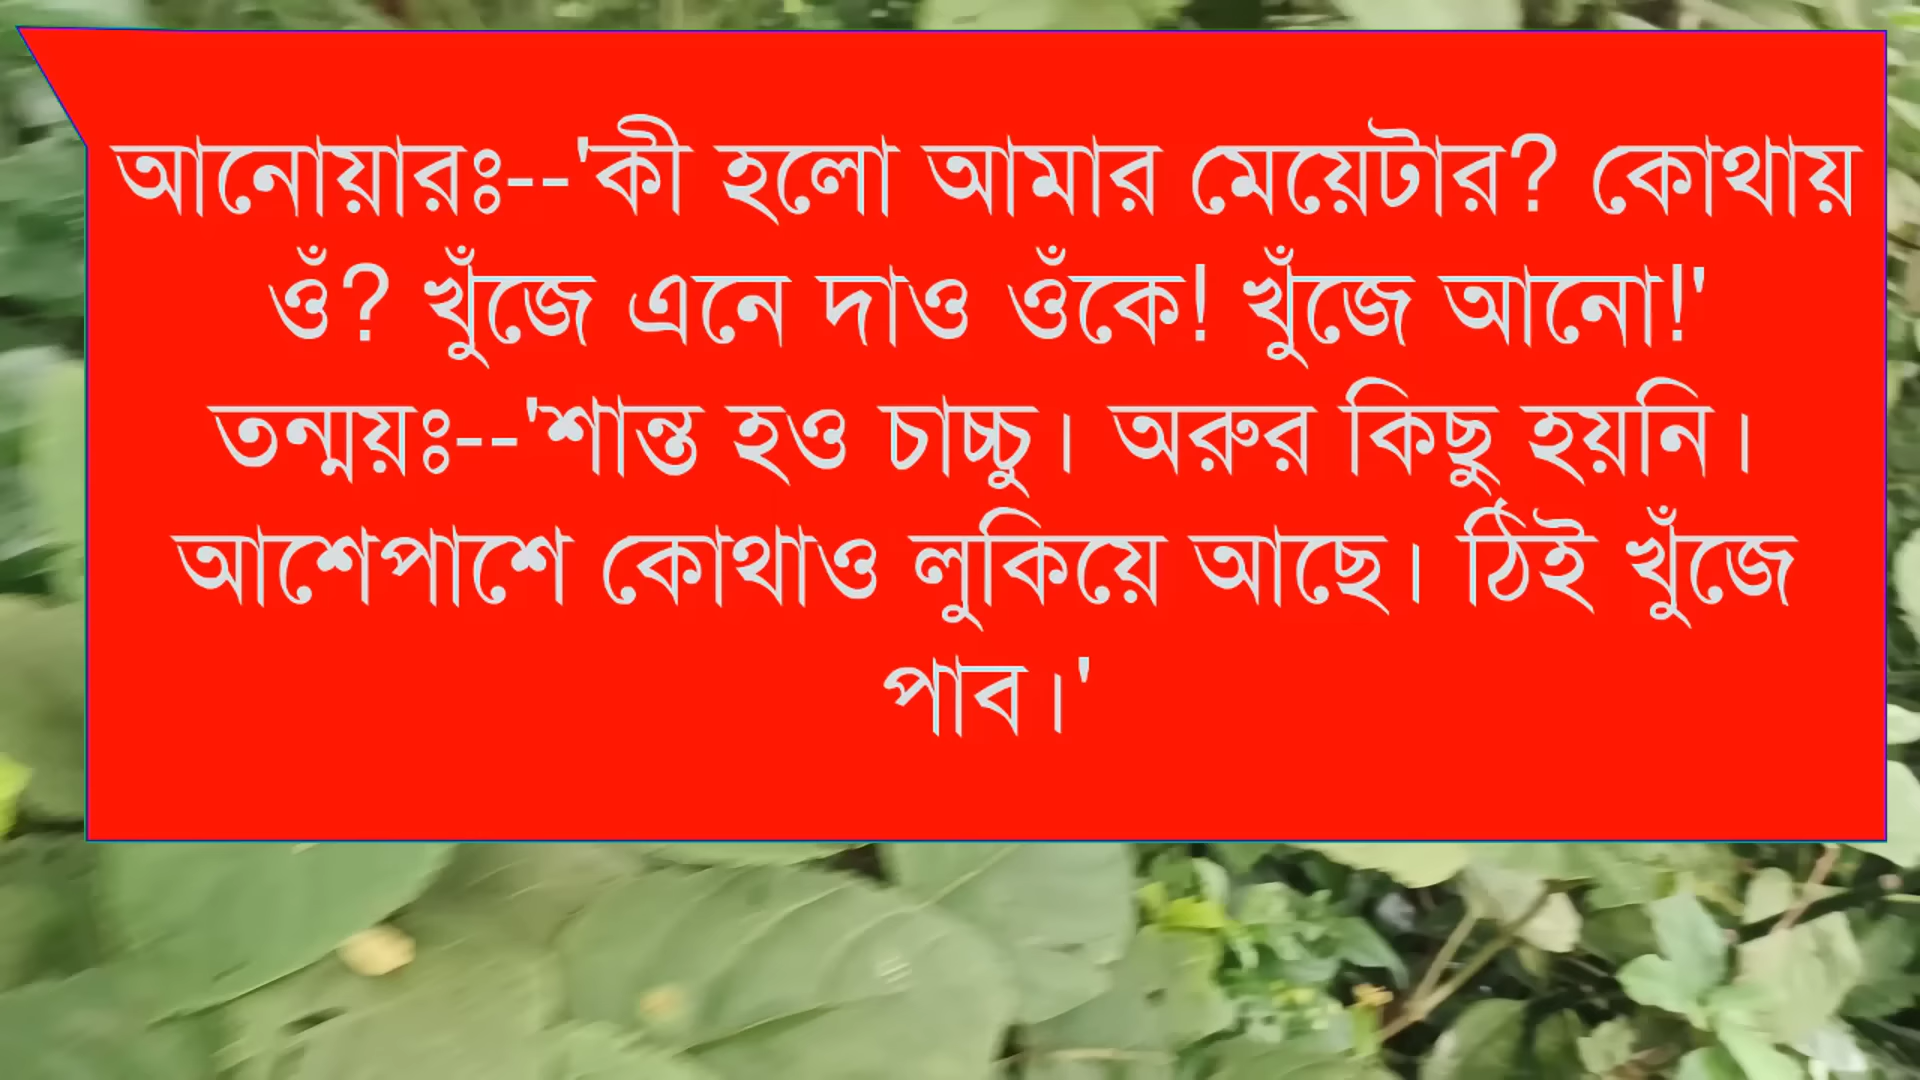 আনোয়ারঃ--'কী হলো আমার মেয়েটার? কোথায়
ওঁ? খুঁজে এনে দাও ওঁকে! খুঁজে আনো!'
তন্ময়ঃ--'শান্ত হও চাচ্চু। অরুর কিছু হয়নি।
আশেপাশে কোথাও লুকিয়ে আছে। ঠিই খুঁজে
পাব।'